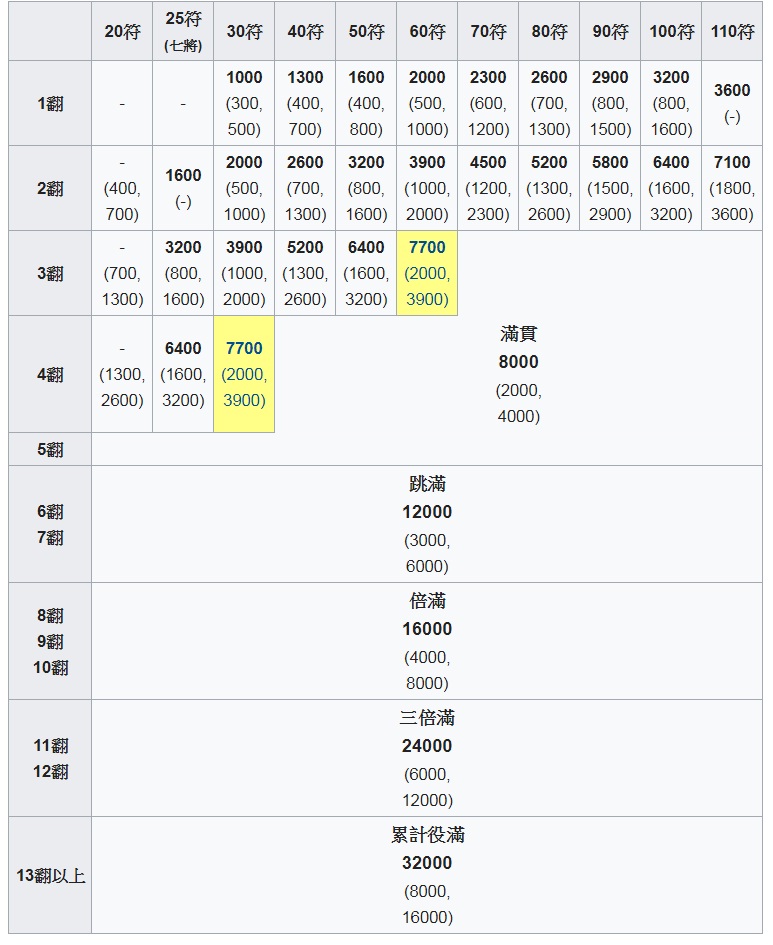 20符 25符 30符 40符 50符 60符 70符 80符 90符 100符 110符
(七將)
1翻 - - 1000 1300 1600 2000 2300 2600 2900 3200 3600
(300, (400, (400, (500, (600, (700, (800, (800, (-)
500) 700) 800) 1000) 1200) 1300) 1500) 1600)
2翻 - 1600 2000 2600 3200 3900 4500 5200 5800 6400 7100
(400, (-) (500, (700, (800, (1000, (1200, (1300, (1500, (1600, (1800,
700) 1000) 1300) 1600) 2000) 2300) 2600) 2900) 3200) 3600)
3翻 - 3200 3900 5200 6400 7700
(700, (800, (1000, (1300, (1600, (2000,
1300) 1600) 2000) 2600) 3200) 3900)
4翻 - 6400 7700
(1300, (1600, (2000,
2600) 3200) 3900)
滿貫
8000
(2000,
4000)
5翻
6翻
7翻
跳滿
12000
(3000,
6000)
8翻
9翻
10翻
倍滿
16000
(4000,
8000)
11翻
12翻
三倍滿
24000
(6000,
12000)
13翻以上
累計役滿
32000
(8000,
16000)